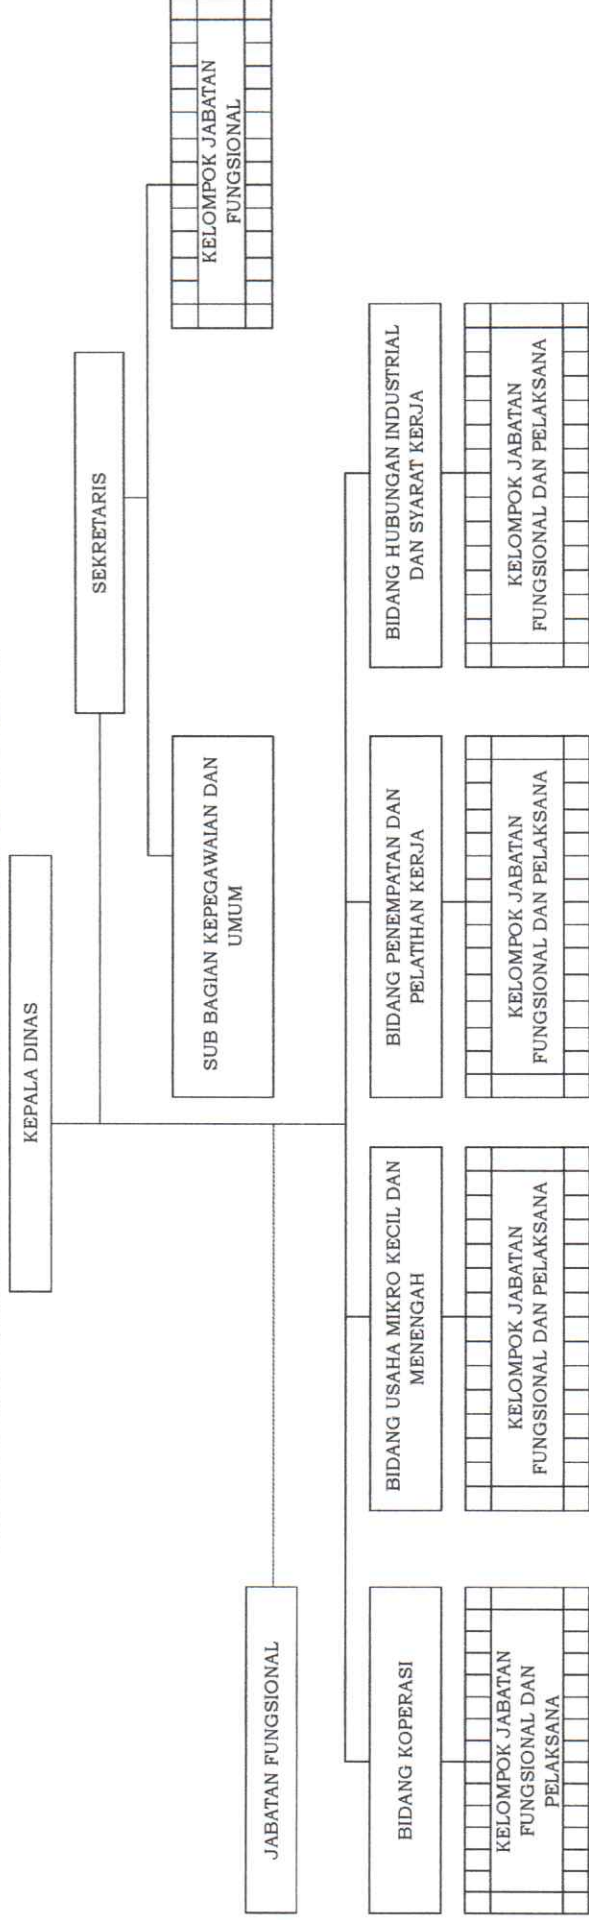 KEPALA DINAS
SEKRETARIS
SUB BAGIAN KEPEGAWAIAN DAN
UMUM
KELOMPOK JABATAN
FUNGSIONAL
JABATAN FUNGSIONAL
BIDANG KOPERASI
BIDANG USAHA MIKRO KECIL DAN
MENENGAH
BIDANG PENEMPATAN DAN
PELATIHAN KERJA
BIDANG HUBUNGAN INDUSTRIAL
DAN SYARAT KERJA
KELOMPOK JABATAN
FUNGSIONAL DAN
PELAKSANA
KELOMPOK JABATAN
FUNGSIONAL DAN PELAKSANA
KELOMPOK JABATAN
FUNGSIONAL DAN PELAKSANA
KELOMPOK JABATAN
FUNGSIONAL DAN PELAKSANA